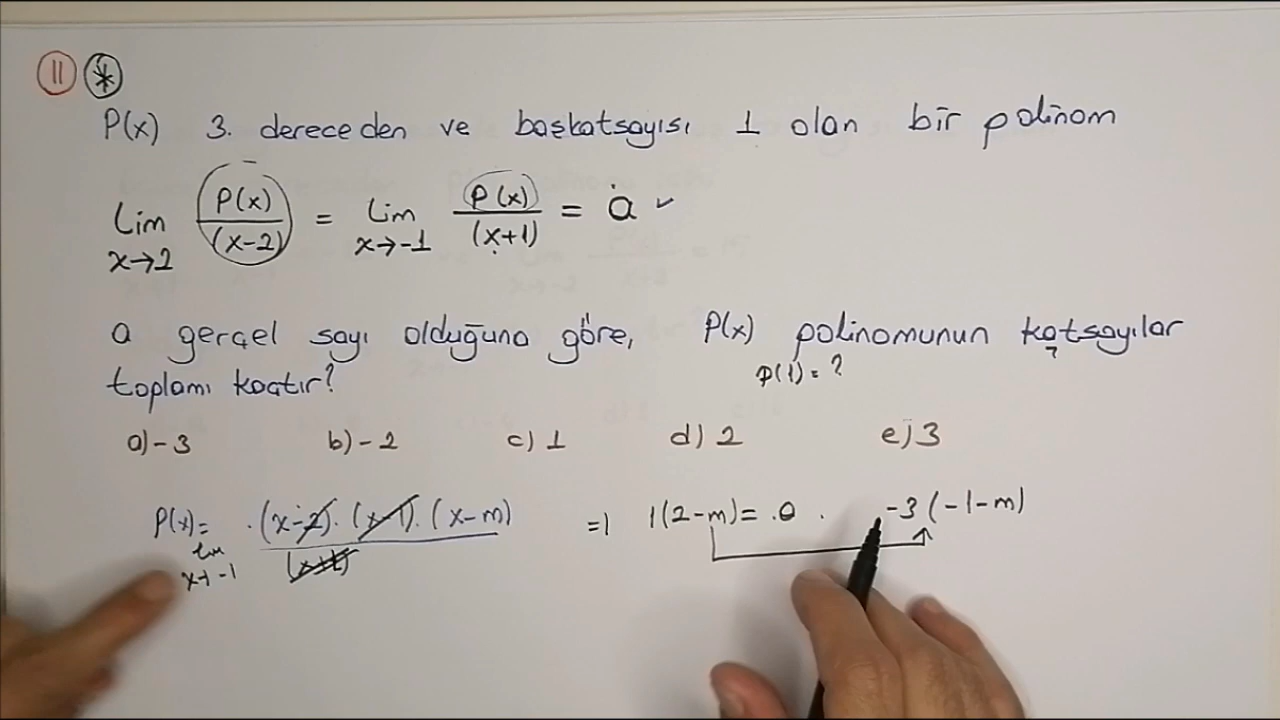 11 *
P(x) 3. dereceden ve başkatsayısı 1 olan bir polinom
lim x→2 P(x)/(x-2) = lim x→-1 P(x)/(x+1) = a ✓
a gerçel sayı olduğuna göre, P(x) polinomunun katsayılar
toplamı kaçtır? P(1) = ?
a) -3 b) -2 c) 1 d) 2 e) 3
P(x) = (x-2).(x-1).(x-m) =1 1(2-m) = .0 . -3(-1-m)
lim x→-1